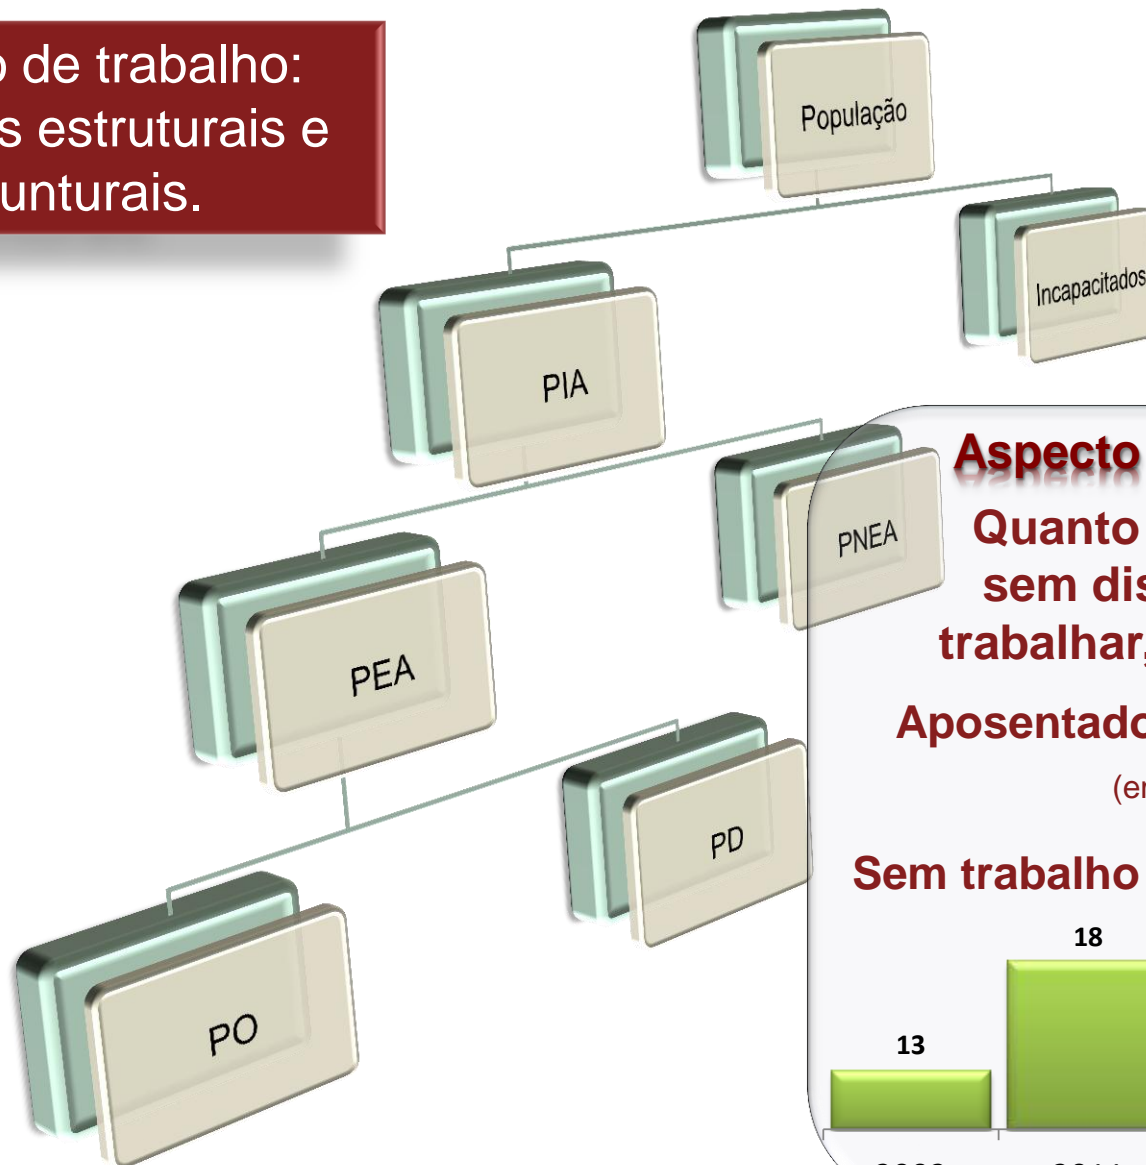 de trabalho:
estruturais e
unturais.
População
Incapacitados
PIA
PNEA
PEA
PD
PO
Aspecto
Quanto
sem dis
trabalhar,
Aposentado
(er
Sem trabalho
18
13